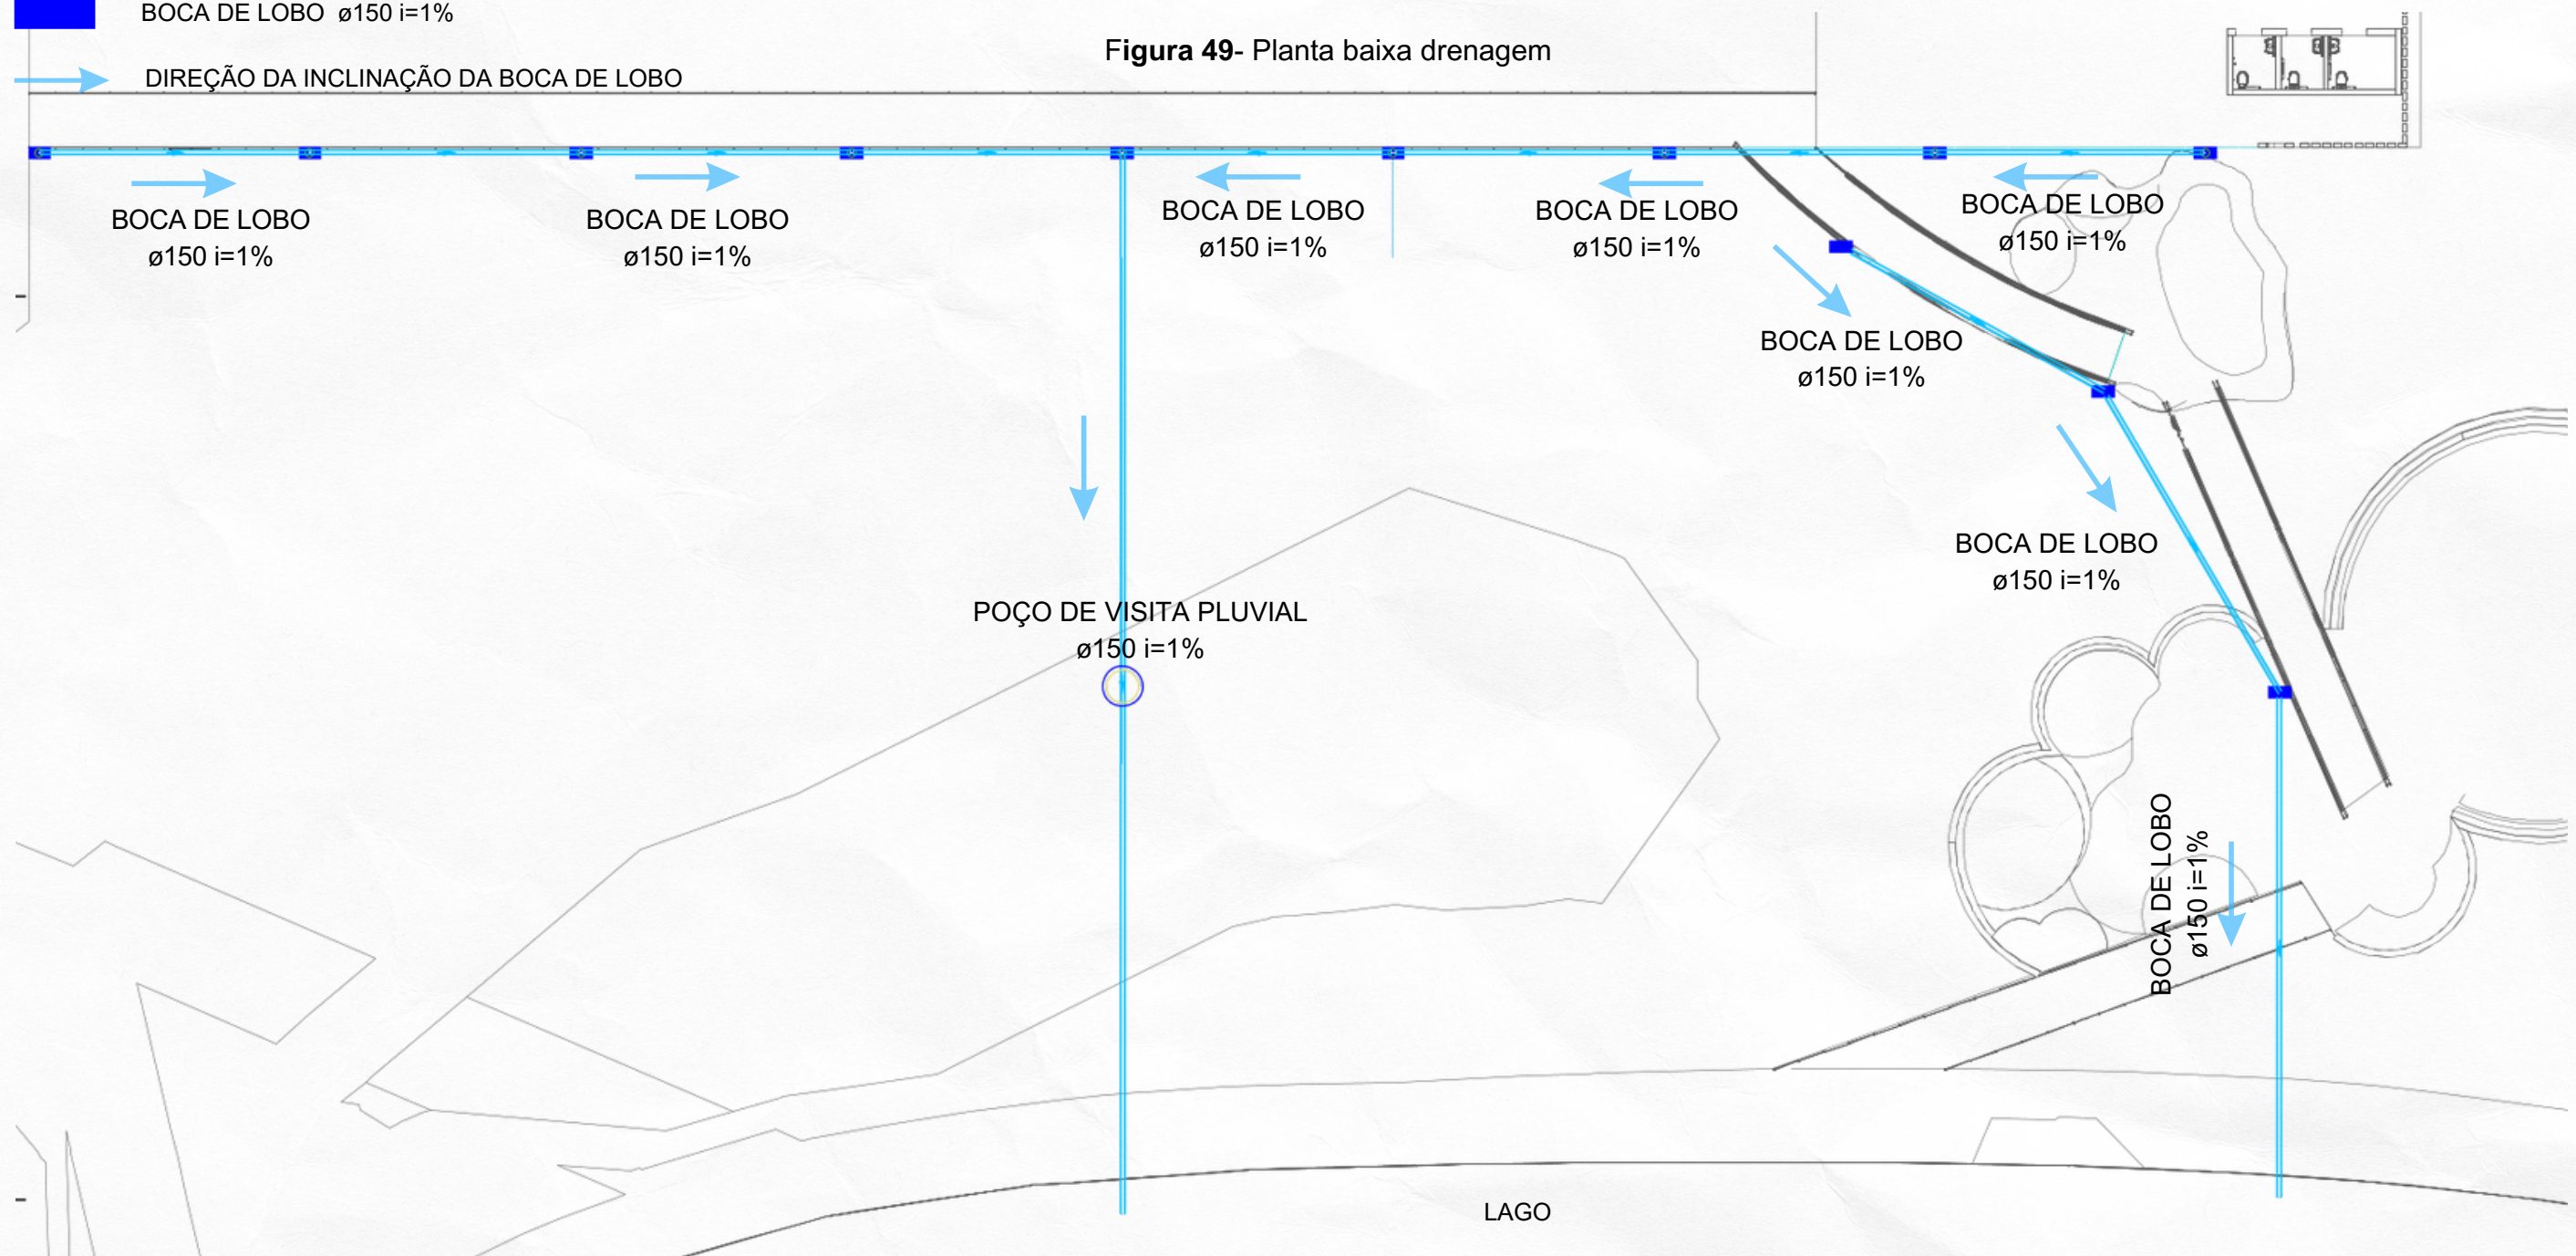 BOCA DE LOBO ø150 i=1%
Figura 49- Planta baixa drenagem
DIREÇÃO DA INCLINAÇÃO DA BOCA DE LOBO
BOCA DE LOBO
ø150 i=1%
BOCA DE LOBO
ø150 i=1%
BOCA DE LOBO
ø150 i=1%
BOCA DE LOBO
ø150 i=1%
BOCA DE LOBO
ø150 i=1%
BOCA DE LOBO
ø150 i=1%
BOCA DE LOBO
ø150 i=1%
POÇO DE VISITA PLUVIAL
ø150 i=1%
BOCA DE LOBO
ø150 i=1%
LAGO